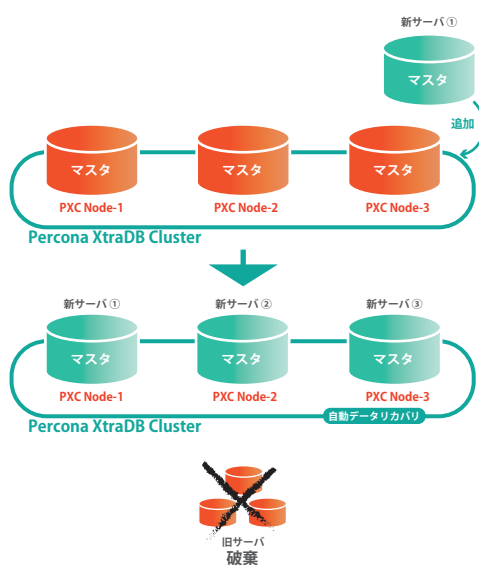 新サーバ①
マスタ
追加
マスタ
マスタ
マスタ
PXC Node-1
PXC Node-2
PXC Node-3
Percona XtraDB Cluster
新サーバ①
新サーバ②
新サーバ③
マスタ
マスタ
マスタ
PXC Node-1
PXC Node-2
PXC Node-3
自動データリカバリ
Percona XtraDB Cluster
旧サーバ
破棄